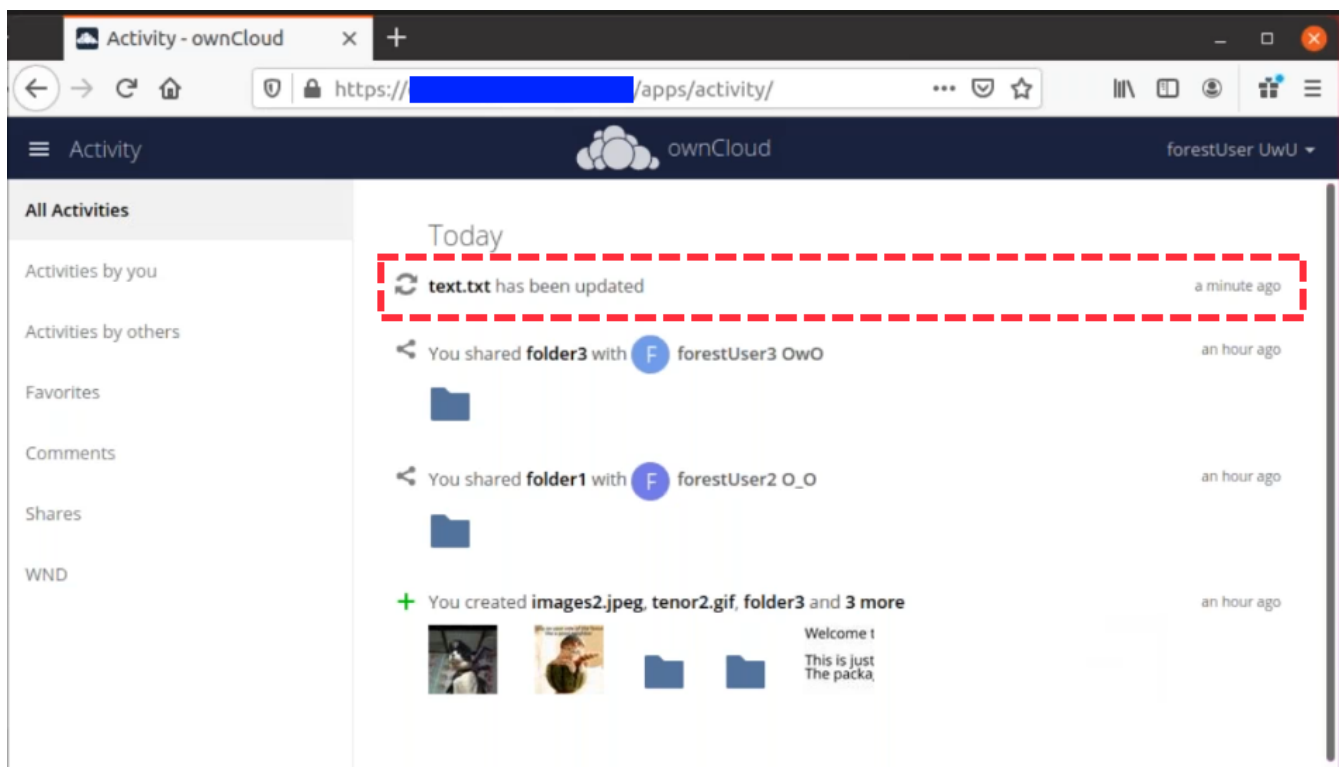 Activity - ownCloud
https:// /apps/activity/
Activity
ownCloud
forestUser UwU
All Activities
Activities by you
Activities by others
Favorites
Comments
Shares
WND
Today
text.txt has been updated
a minute ago
You shared folder3 with F forestUser3 OwO
an hour ago
You shared folder1 with F forestUser2 O_O
an hour ago
You created images2.jpeg, tenor2.gif, folder3 and 3 more
an hour ago
Welcome t
This is just
The packa